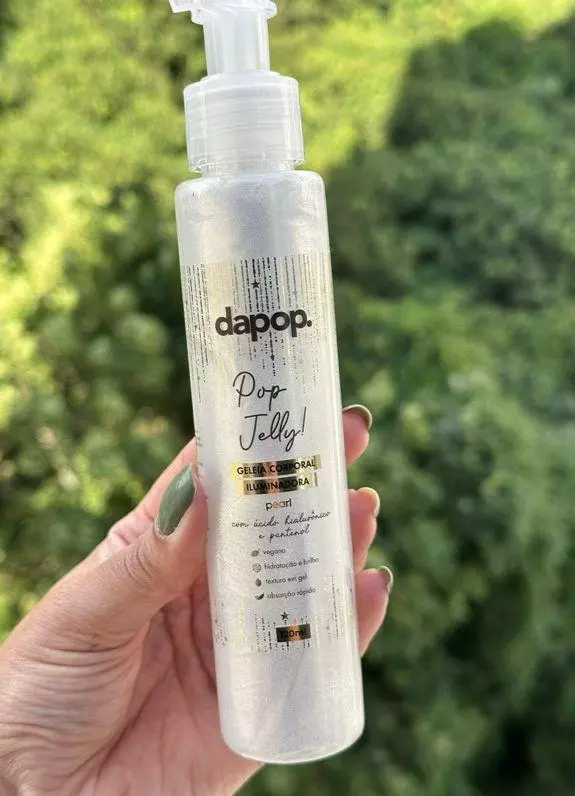 dapop.
Pop
Jelly!
GELEIA CORPORAL
ILUMINADORA
pearl
com ácido hialurônico
e pantenol
vegano
hidratação e brilho
textura em gel
absorção rápida
120ml